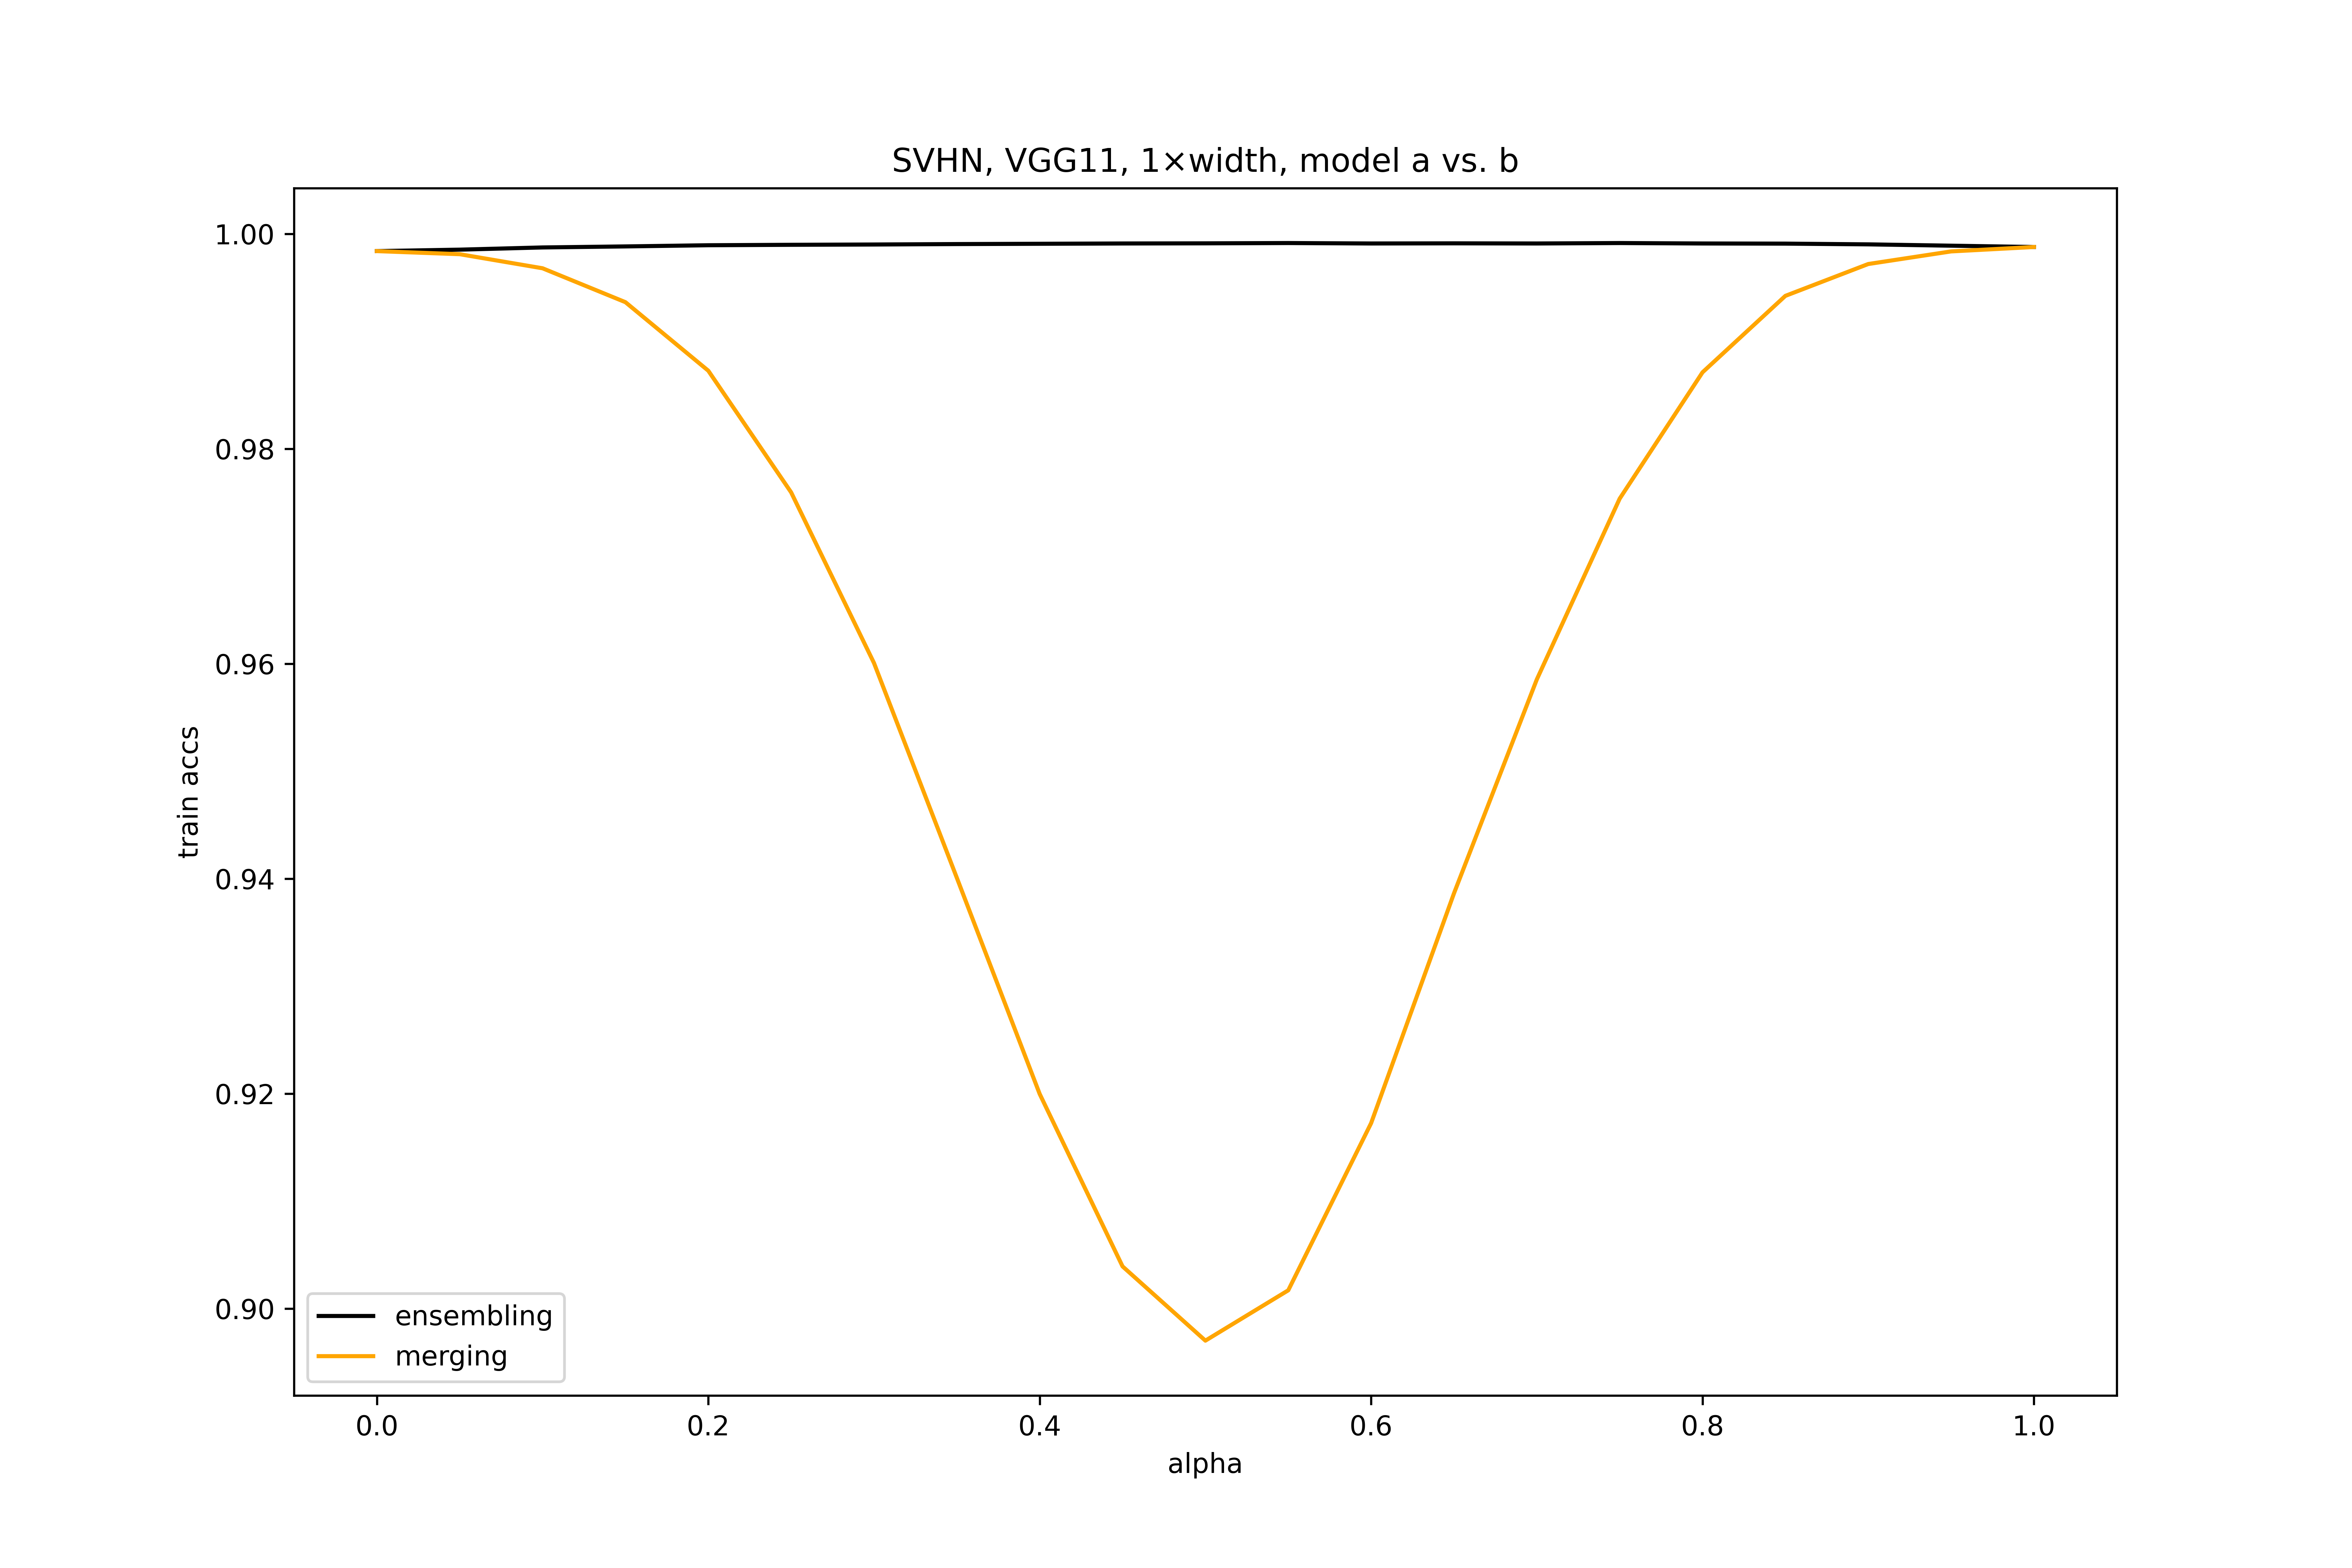 SVHN, VGG11, 1×width, model a vs. b
1.00
0.98
0.96
0.94
0.92
0.90
train accs
ensembling
merging
0.0 0.2 0.4 0.6 0.8 1.0
alpha